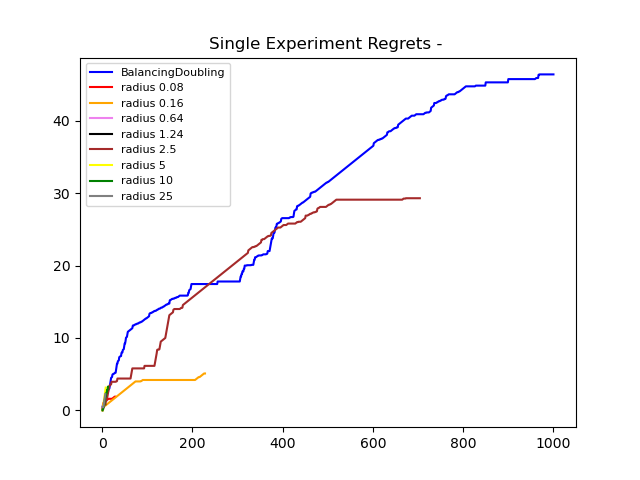 Single Experiment Regrets -
BalancingDoubling
radius 0.08
radius 0.16
radius 0.64
radius 1.24
radius 2.5
radius 5
radius 10
radius 25
40
30
20
10
0
0 200 400 600 800 1000